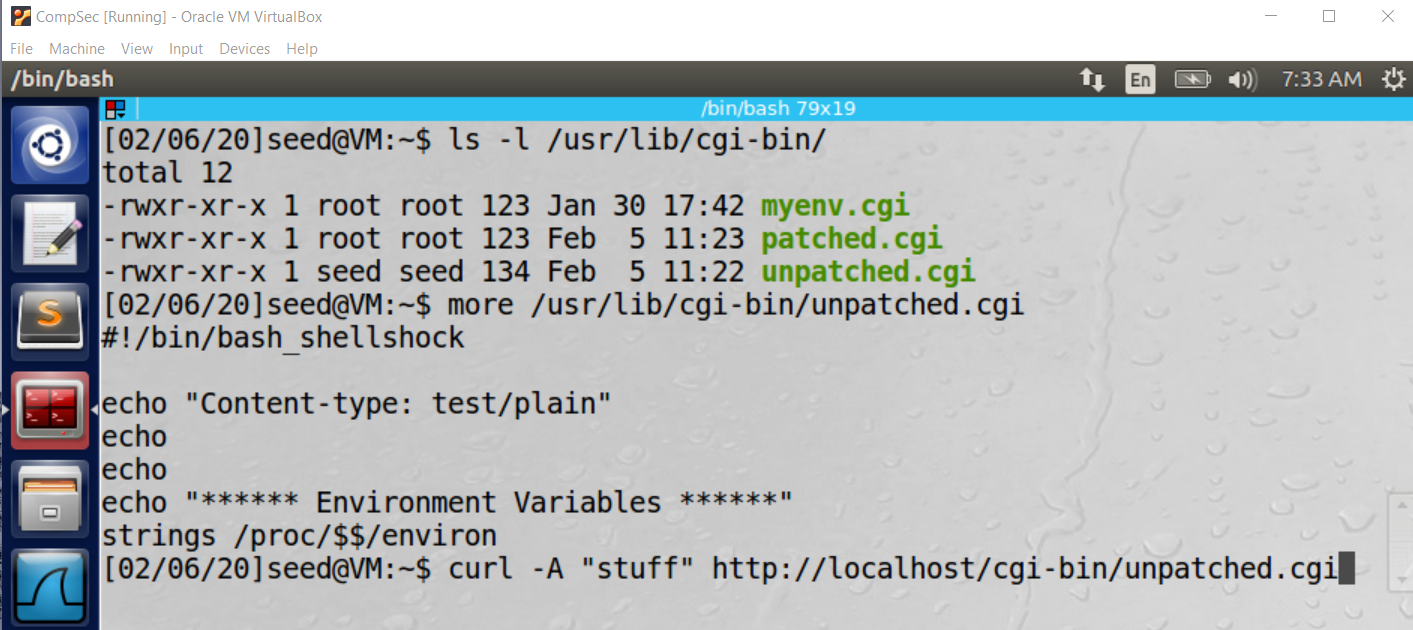 CompSec [Running] - Oracle VM VirtualBox
File Machine View Input Devices Help
/bin/bash En 7:33 AM
/bin/bash 79x19
[02/06/20]seed@VM:~$ ls -l /usr/lib/cgi-bin/
total 12
-rwxr-xr-x 1 root root 123 Jan 30 17:42 myenv.cgi
-rwxr-xr-x 1 root root 123 Feb  5 11:23 patched.cgi
-rwxr-xr-x 1 seed seed 134 Feb  5 11:22 unpatched.cgi
[02/06/20]seed@VM:~$ more /usr/lib/cgi-bin/unpatched.cgi
#!/bin/bash_shellshock
echo "Content-type: test/plain"
echo
echo
echo "****** Environment Variables ******"
strings /proc/$$/environ
[02/06/20]seed@VM:~$ curl -A "stuff" http://localhost/cgi-bin/unpatched.cgi